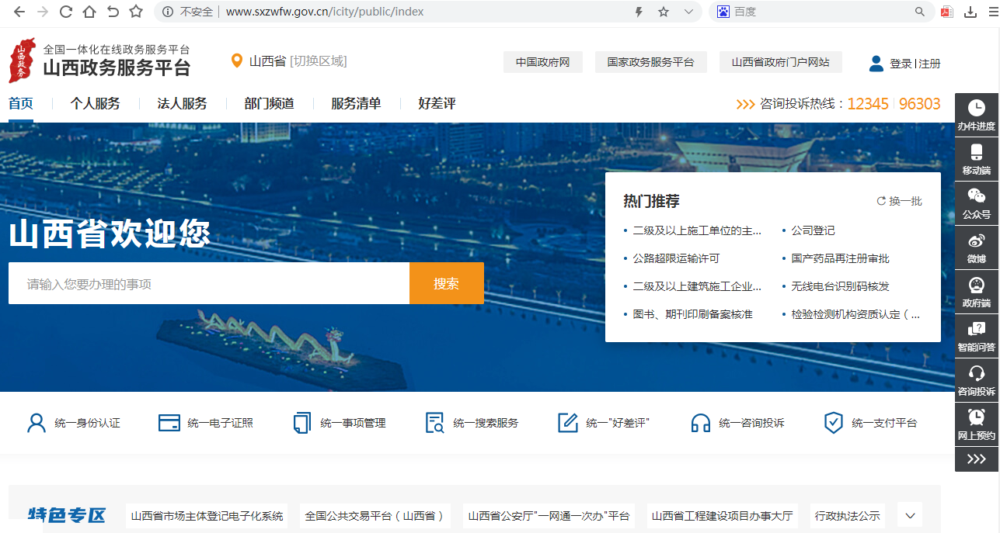 不安全 www.sxzwfw.gov.cn/icity/public/index 百度
山西政务
全国一体化在线政务服务平台
山西政务服务平台
山西省 [切换区域]
中国政府网 国家政务服务平台 山西省政府门户网站 登录 | 注册
首页 个人服务 法人服务 部门频道 服务清单 好差评
咨询投诉热线：12345 96303
山西省欢迎您
请输入您要办理的事项 搜索
热门推荐 换一批
二级及以上施工单位的主... 公司登记
公路超限运输许可 国产药品再注册审批
二级及以上建筑施工企业... 无线电台识别码核发
图书、期刊印刷备案核准 检验检测机构资质认定（...
办件进度
移动端
公众号
微博
政府端
智能问答
咨询投诉
网上预约
统一身份认证 统一电子证照 统一事项管理 统一搜索服务 统一"好差评" 统一咨询投诉 统一支付平台
特色专区 山西省市场主体登记电子化系统 全国公共交易平台（山西省） 山西省公安厅"一网通一次办"平台 山西省工程建设项目办事大厅 行政执法公示